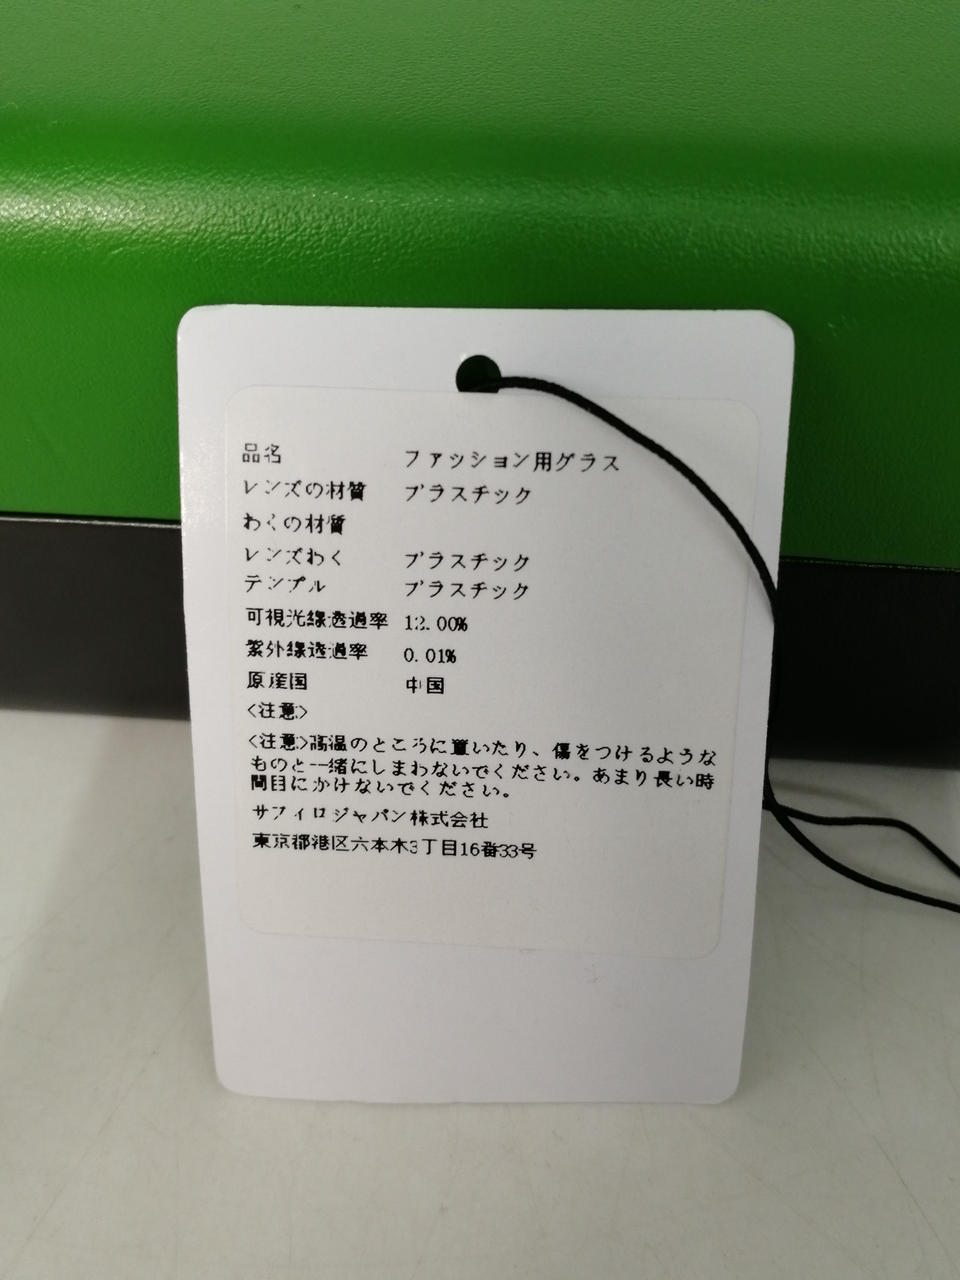 品名 ファッション用グラス
レンズの材質 プラスチック
わくの材質
レンズわく プラスチック
テンプル プラスチック
可視光線透過率 12.00%
紫外線透過率 0.01%
原産国 中国
<注意>
<注意>高温のところに置いたり、傷をつけるような
ものと一緒にしまわないでください。あまり長い時
間目にかけないでください。
サフィロジャパン株式会社
東京都港区六本木3丁目16番33号